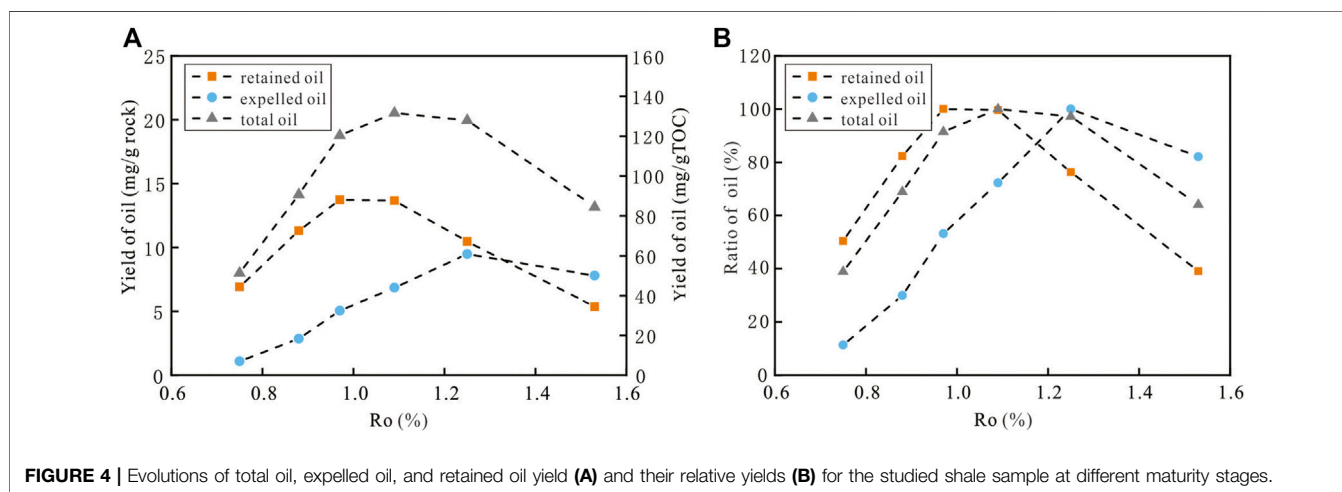 A
B
25
20
15
10
5
0
Yield of oil (mg/g rock)
160
140
120
100
80
60
40
20
0
Yield of oil (mg/gTOC)
retained oil
expelled oil
total oil
0.6
0.8
1.0
1.2
1.4
1.6
Ro (%)
120
100
80
60
40
20
0
Ratio of oil (%)
retained oil
expelled oil
total oil
0.6
0.8
1.0
1.2
1.4
1.6
Ro (%)
FIGURE 4 | Evolutions of total oil, expelled oil, and retained oil yield (A) and their relative yields (B) for the studied shale sample at different maturity stages.